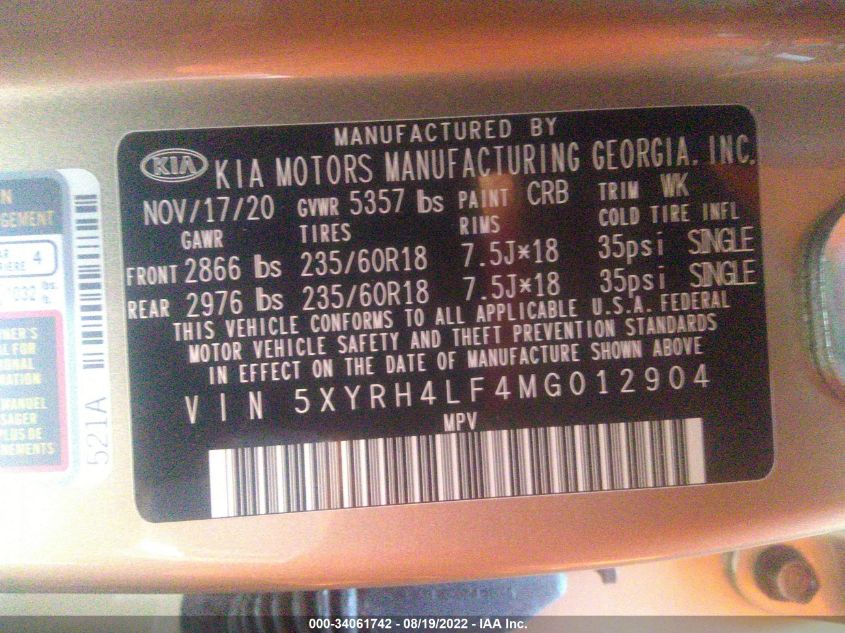 MANUFACTURED BY
KIA KIA MOTORS MANUFACTURING GEORGIA, INC.
NOV/17/20 GVWR 5357 lbs PAINT CRB TRIM WK
GAWR TIRES RIMS COLD TIRE INFL
FRONT 2866 lbs 235/60R18 7.5J*18 35psi SINGLE
REAR 2976 lbs 235/60R18 7.5J*18 35psi SINGLE
THIS VEHICLE CONFORMS TO ALL APPLICABLE U.S.A. FEDERAL
MOTOR VEHICLE SAFETY AND THEFT PREVENTION STANDARDS
IN EFFECT ON THE DATE OF MANUFACTURE SHOWN ABOVE
VIN 5XYRH4LF4MG012904
MPV
4
lbs
521A
000-34061742 - 08/19/2022 - IAA Inc.